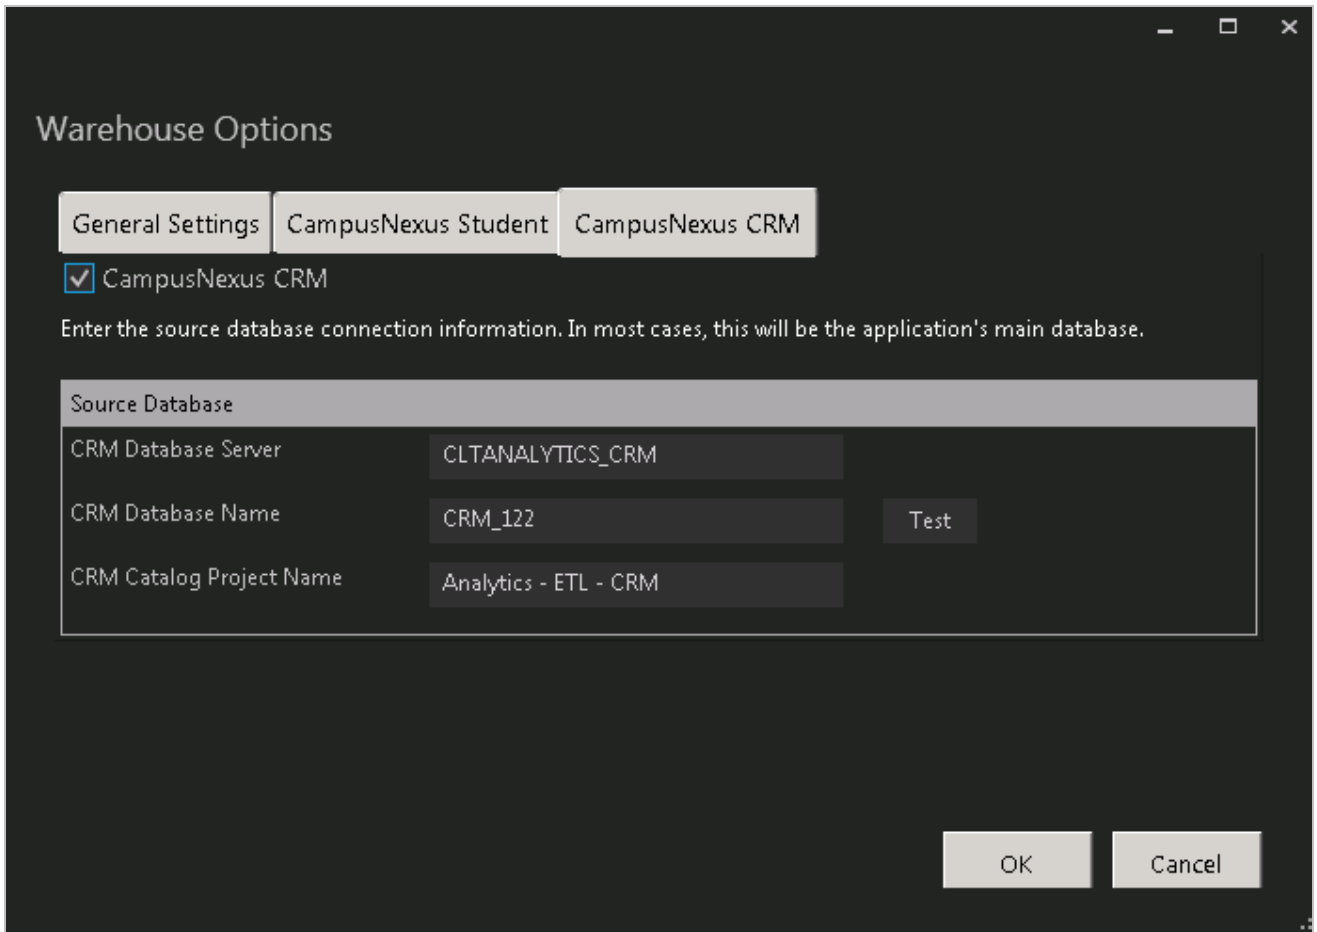 Warehouse Options
General Settings CampusNexus Student CampusNexus CRM
CampusNexus CRM
Enter the source database connection information. In most cases, this will be the application's main database.
Source Database
CRM Database Server CLTANALYTICS_CRM
CRM Database Name CRM_122 Test
CRM Catalog Project Name Analytics - ETL - CRM
OK Cancel